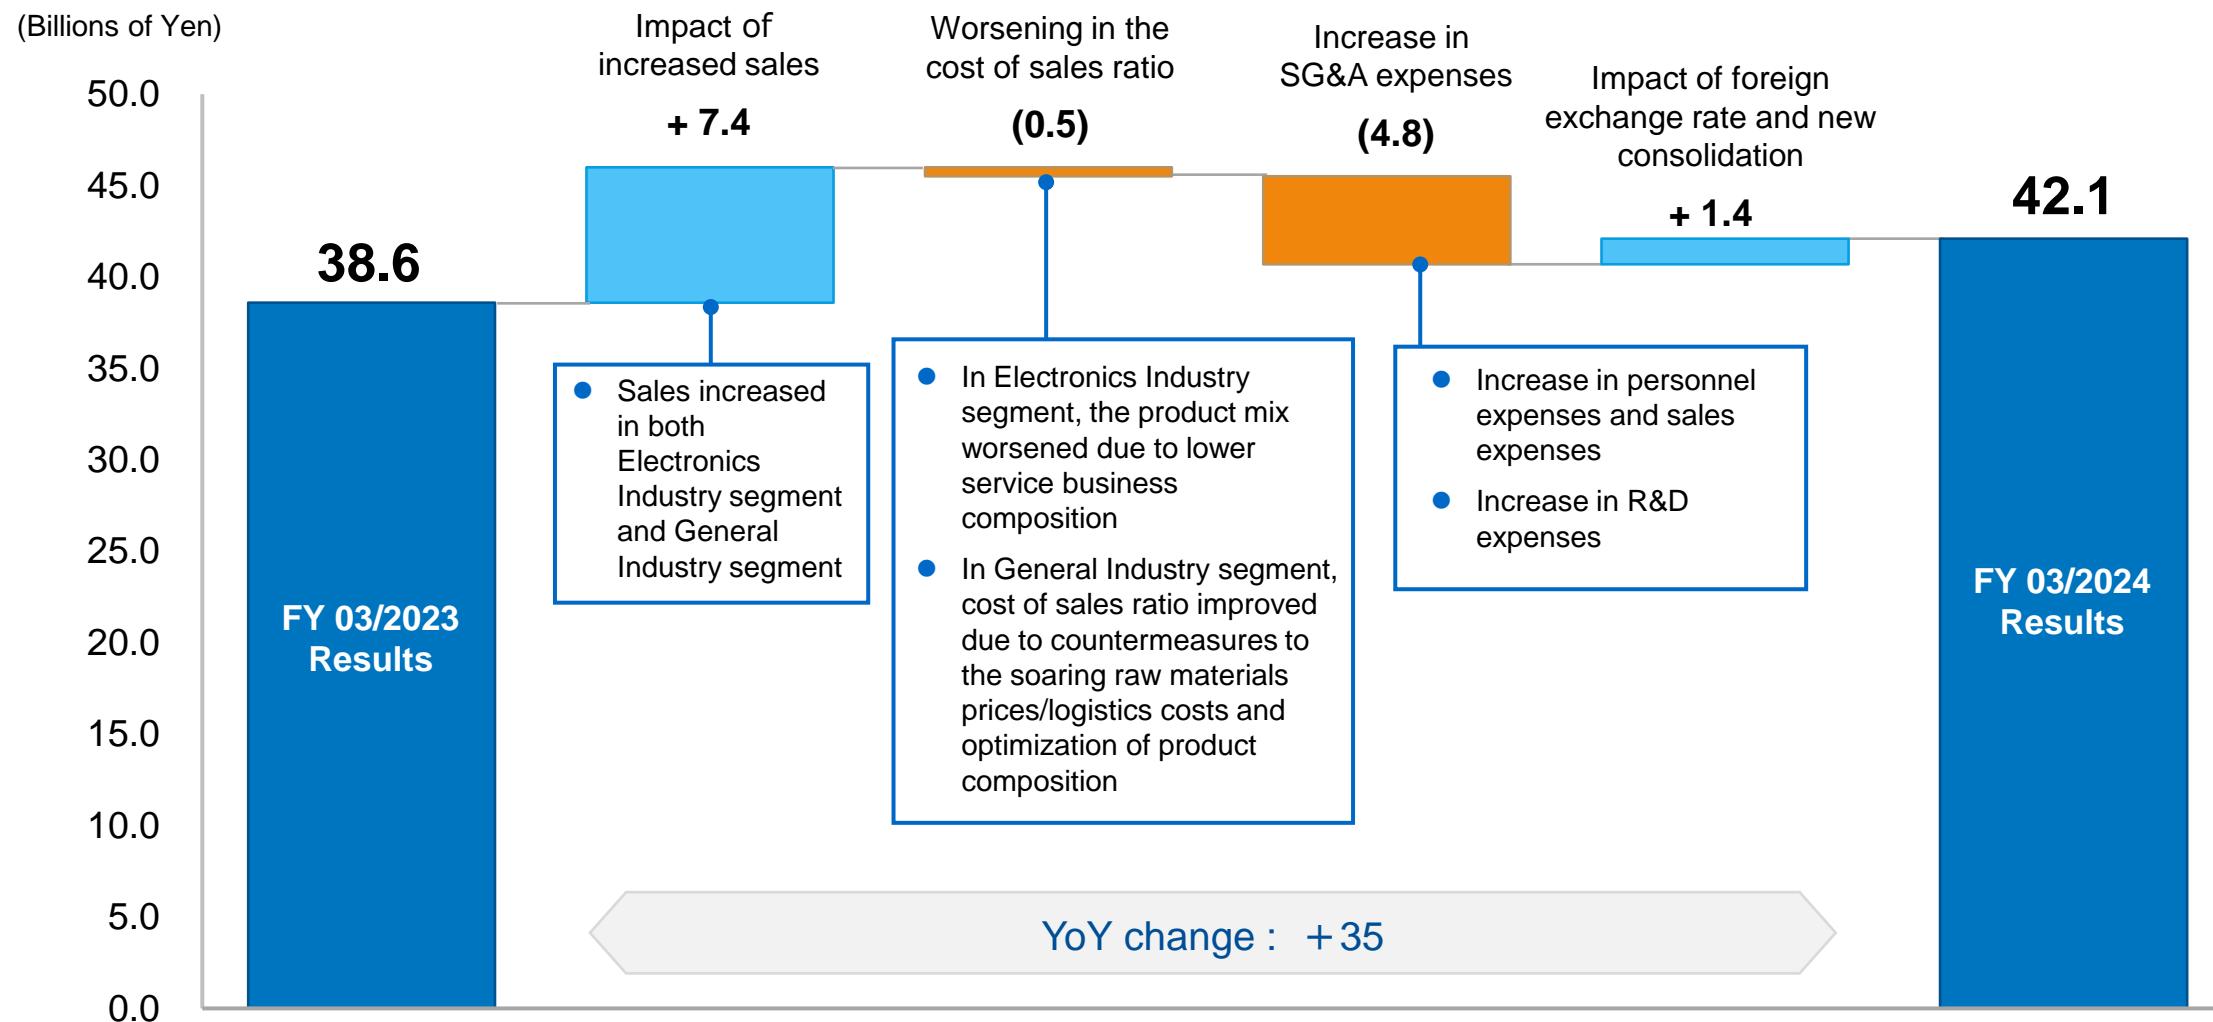 (Billions of Yen)
50.0
45.0
40.0
35.0
30.0
25.0
20.0
15.0
10.0
5.0
0.0
38.6
FY 03/2023
Results
Impact of
increased sales
+ 7.4
● Sales increased
in both
Electronics
Industry segment
and General
Industry segment
Worsening in the
cost of sales ratio
(0.5)
● In Electronics Industry
segment, the product mix
worsened due to lower
service business
composition
● In General Industry segment,
cost of sales ratio improved
due to countermeasures to
the soaring raw materials
prices/logistics costs and
optimization of product
composition
Increase in
SG&A expenses
(4.8)
● Increase in personnel
expenses and sales
expenses
● Increase in R&D
expenses
Impact of foreign
exchange rate and new
consolidation
+ 1.4
42.1
FY 03/2024
Results
YoY change : ＋35